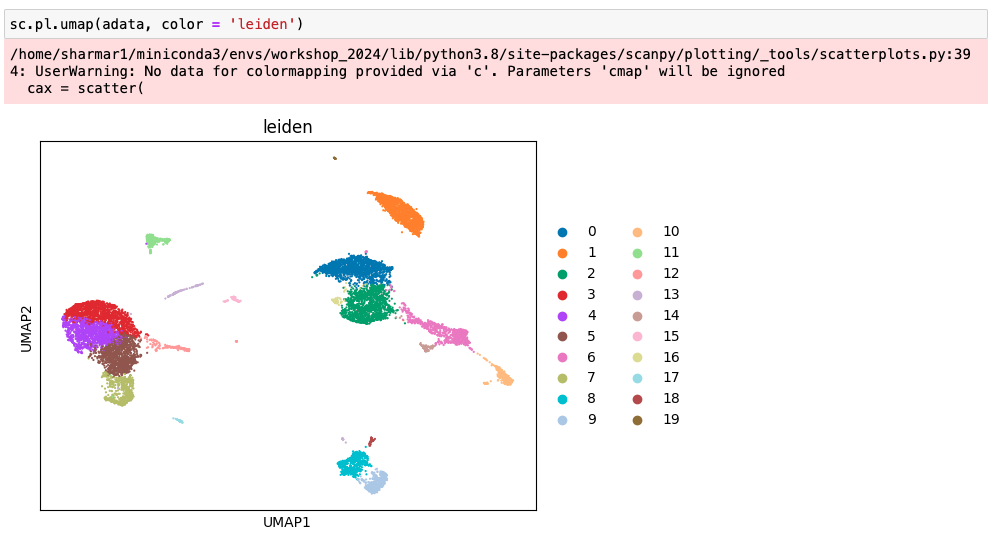 sc.pl.umap(adata, color = 'leiden')
/home/sharmar1/miniconda3/envs/workshop_2024/lib/python3.8/site-packages/scanpy/plotting/_tools/scatterplots.py:39
4: UserWarning: No data for colormapping provided via 'c'. Parameters 'cmap' will be ignored
  cax = scatter(
leiden
UMAP2
UMAP1
0
1
2
3
4
5
6
7
8
9
10
11
12
13
14
15
16
17
18
19